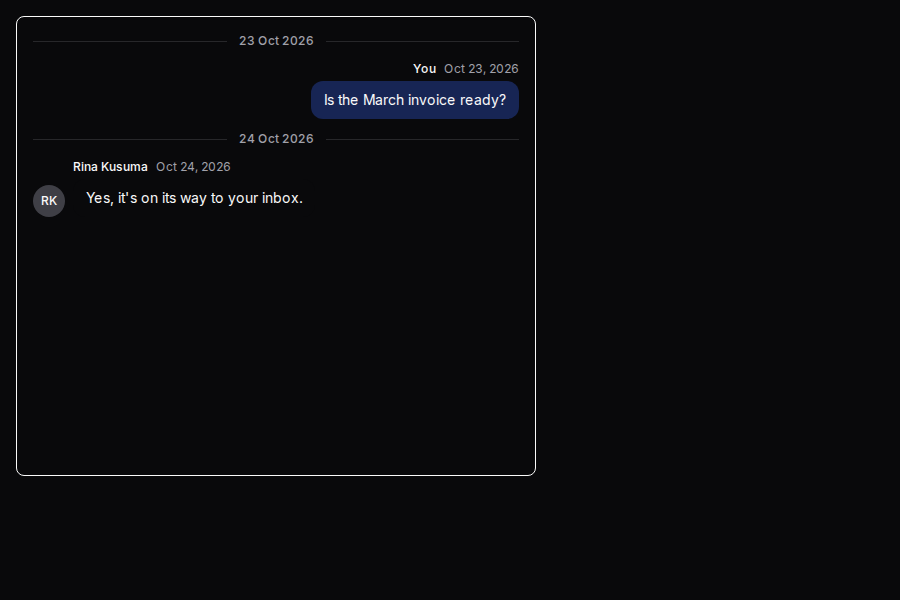 23 Oct 2026
You Oct 23, 2026
Is the March invoice ready?
24 Oct 2026
Rina Kusuma Oct 24, 2026
RK
Yes, it's on its way to your inbox.